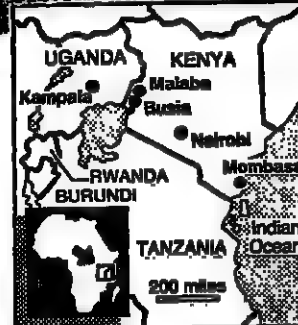 UGANDA
KENYA
Malaba
Kampala
Busia
Nairobi
Mombasa
RWANDA
BURUNDI
Indian
Ocean
TANZANIA
200 miles